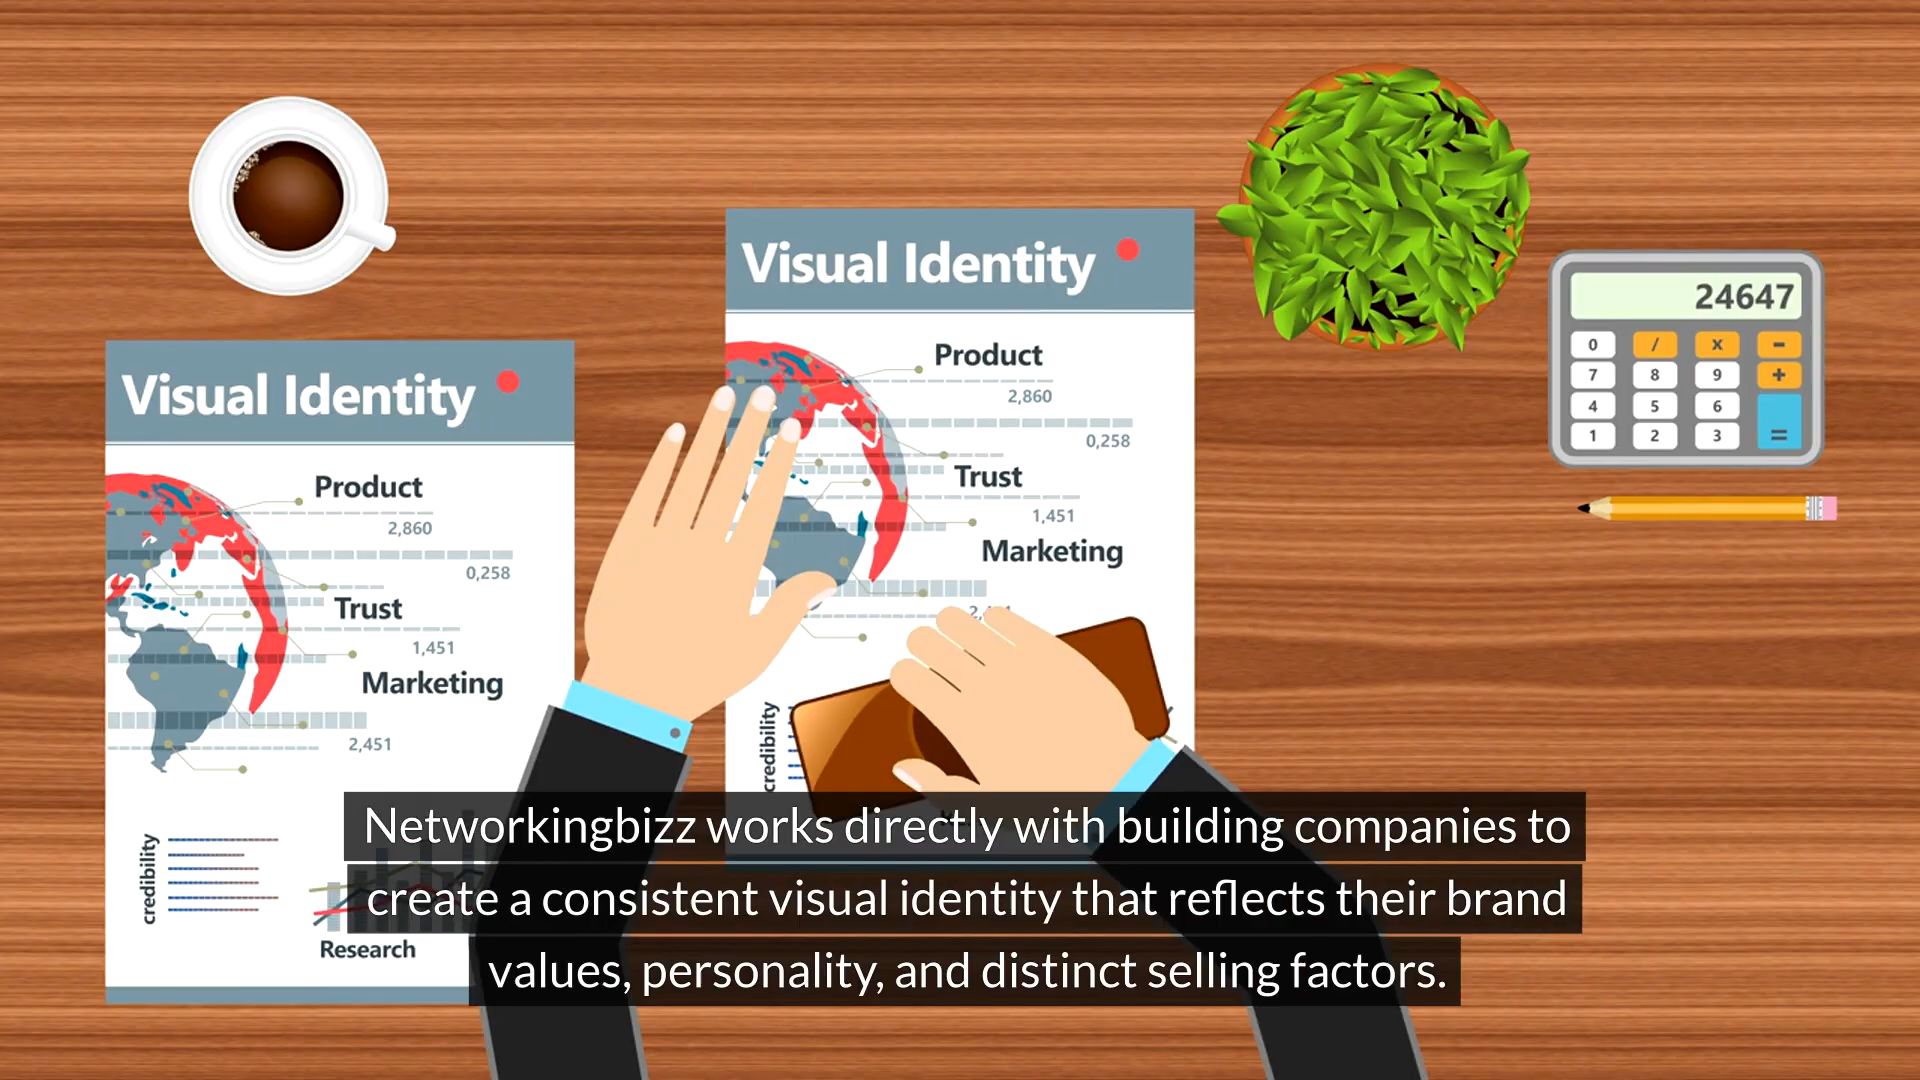 Visual Identity
Product
2,860
0,258
Trust
1,451
Marketing
2,451
credibility
Research
Visual Identity
Product
2,860
0,258
Trust
1,451
Marketing
credibility
24647
0 / x -
7 8 9 +
4 5 6
1 2 3 =
Networkingbizz works directly with building companies to
create a consistent visual identity that reflects their brand
values, personality, and distinct selling factors.